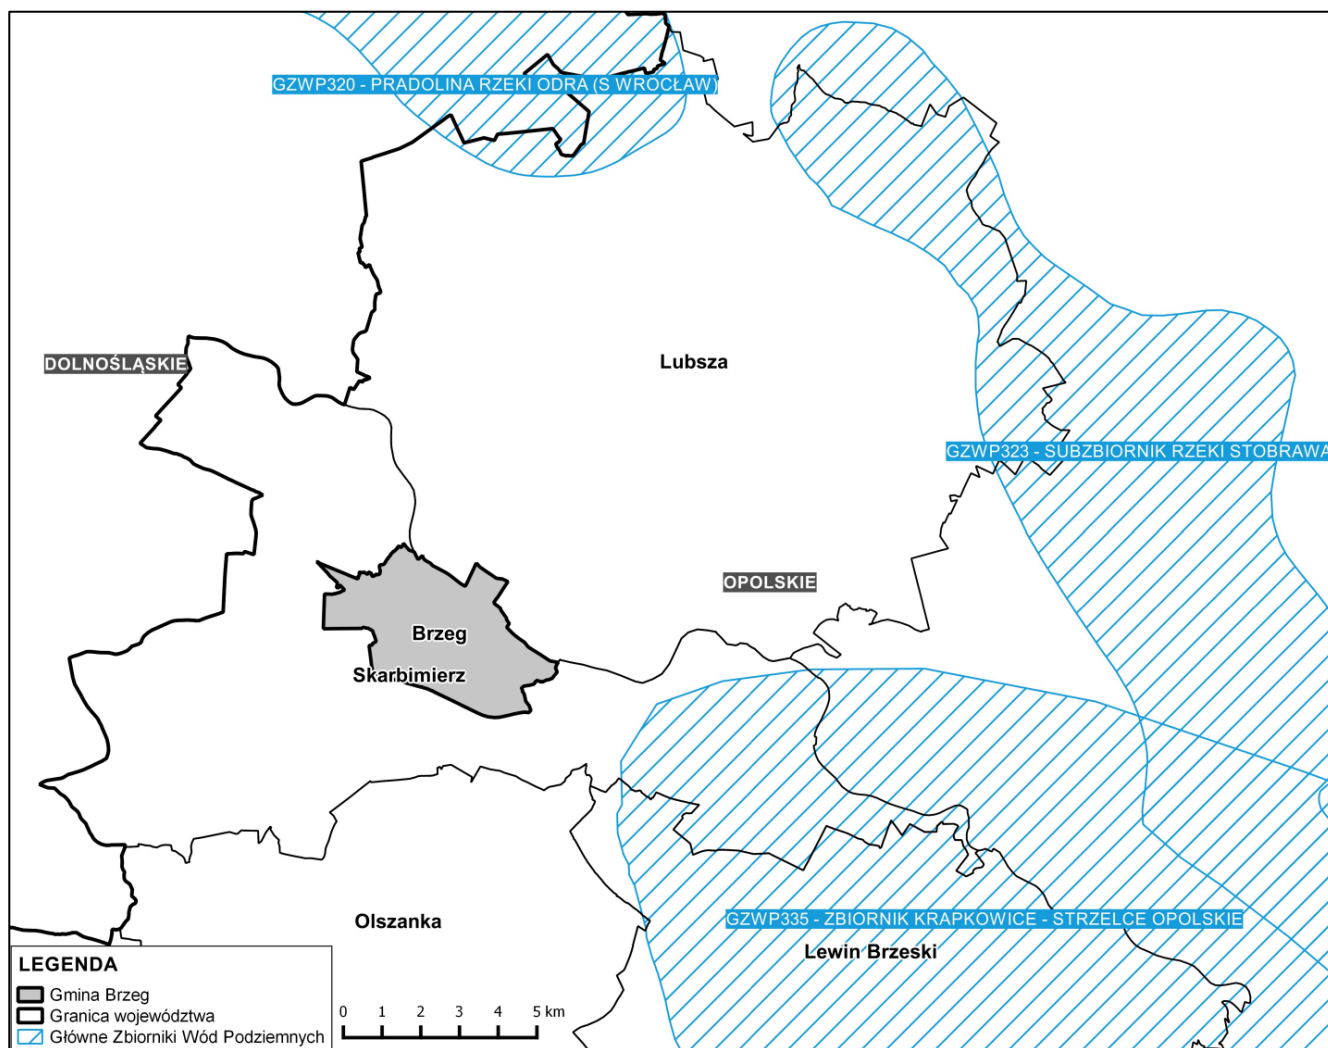 GZWP320 - PRADOLINA RZEKI ODRA (S WROCŁAW)
DOLNOŚLĄSKIE
Lubsza
GZWP323 - SUBZBIORNIK RZEKI STOBRAWA
OPOLSKIE
Brzeg
Skarbimierz
Olszanka
GZWP335 - ZBIORNIK KRAPKOWICE - STRZELCE OPOLSKIE
Lewin Brzeski
LEGENDA
Gmina Brzeg
Granica województwa
Główne Zbiorniki Wód Podziemnych
0 1 2 3 4 5 km